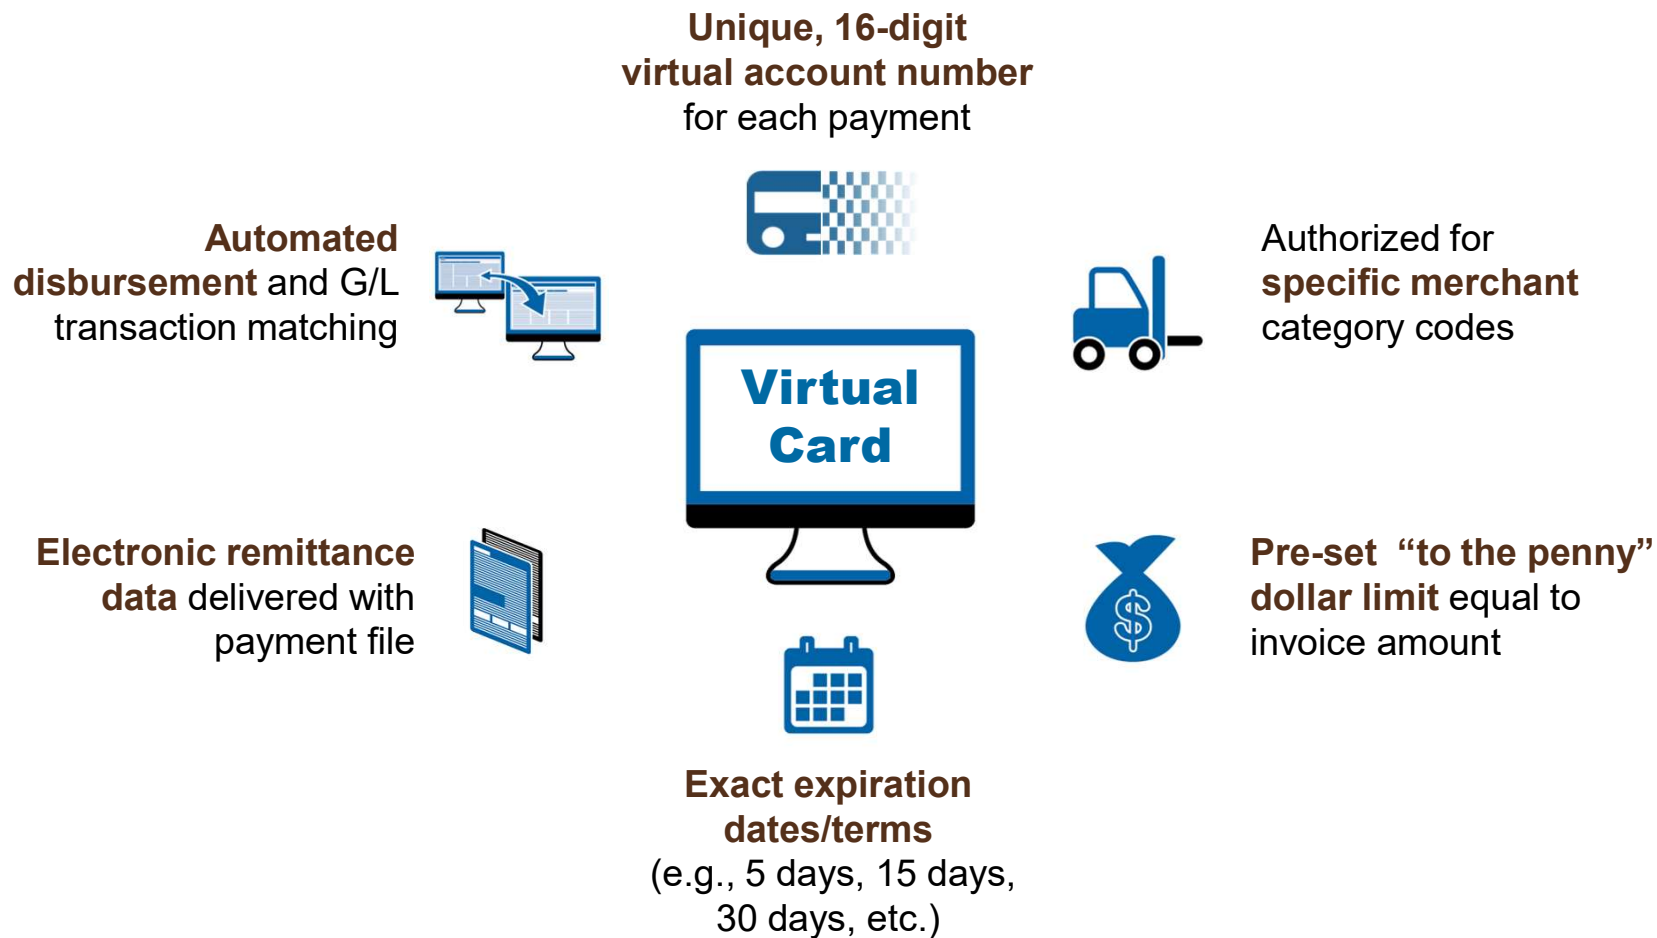 Unique, 16-digit
virtual account number
for each payment
Automated
disbursement and G/L
transaction matching
Authorized for
specific merchant
category codes
Virtual
Card
Electronic remittance
data delivered with
payment file
Pre-set “to the penny”
dollar limit equal to
invoice amount
$
Exact expiration
dates/terms
(e.g., 5 days, 15 days,
30 days, etc.)